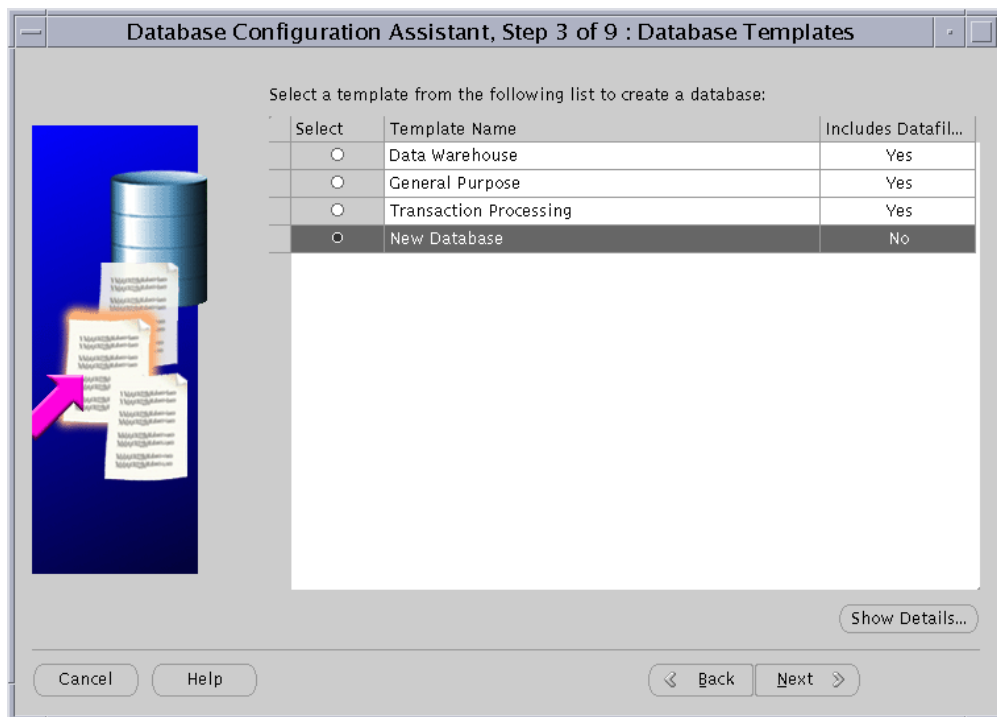 Database Configuration Assistant, Step 3 of 9 : Database Templates
Select a template from the following list to create a database:
Select Template Name Includes Datafil...
Data Warehouse Yes
General Purpose Yes
Transaction Processing Yes
New Database No
Show Details...
Cancel Help Back Next